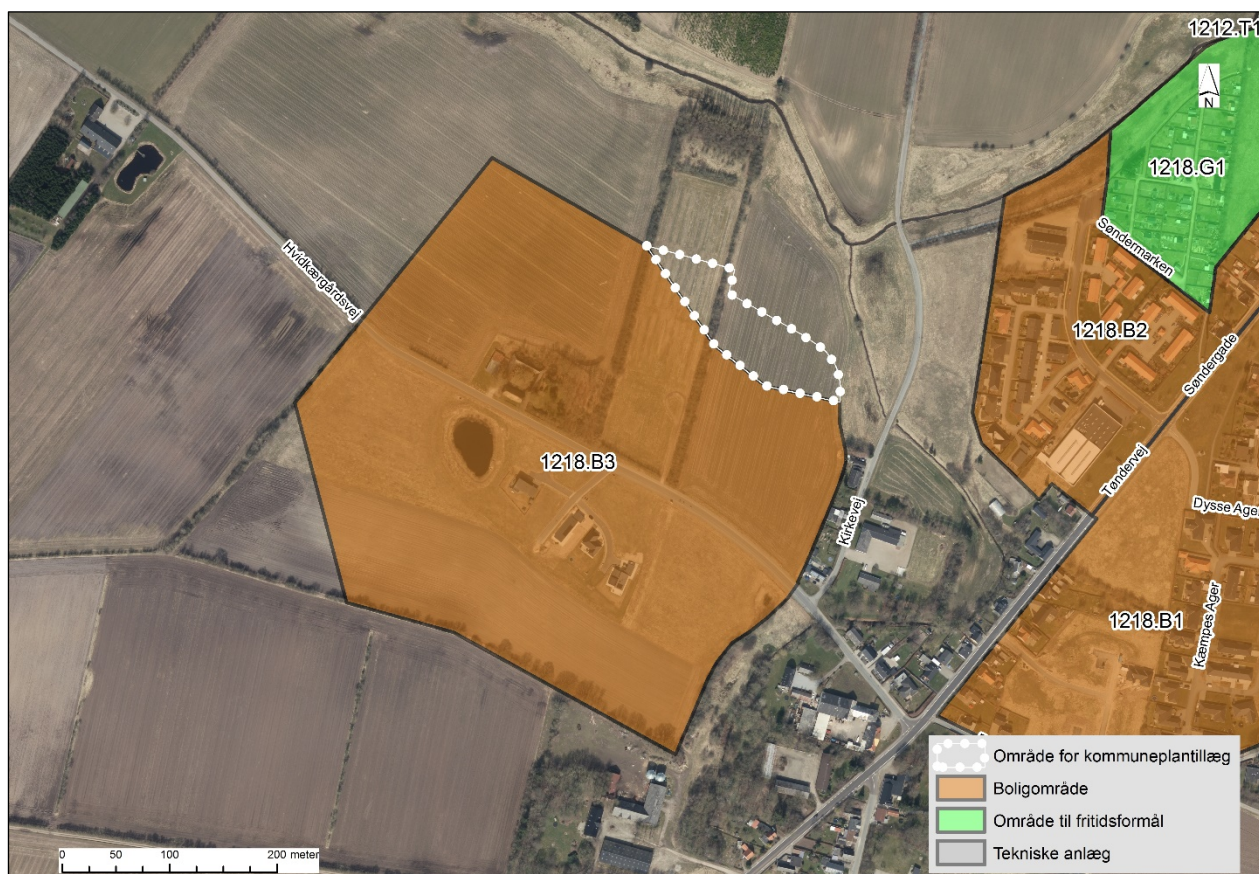 1212.T1
N
1218.G1
Søndermarken
Hvidkærgårdsvej
1218.B2
Søndergade
1218.B3
Tøndervej
Dysse Ager
Kirkevej
1218.B1
Kæmpes Ager
Område for kommuneplantillæg
Boligområde
Område til fritidsformål
Tekniske anlæg
0 50 100 200 meter